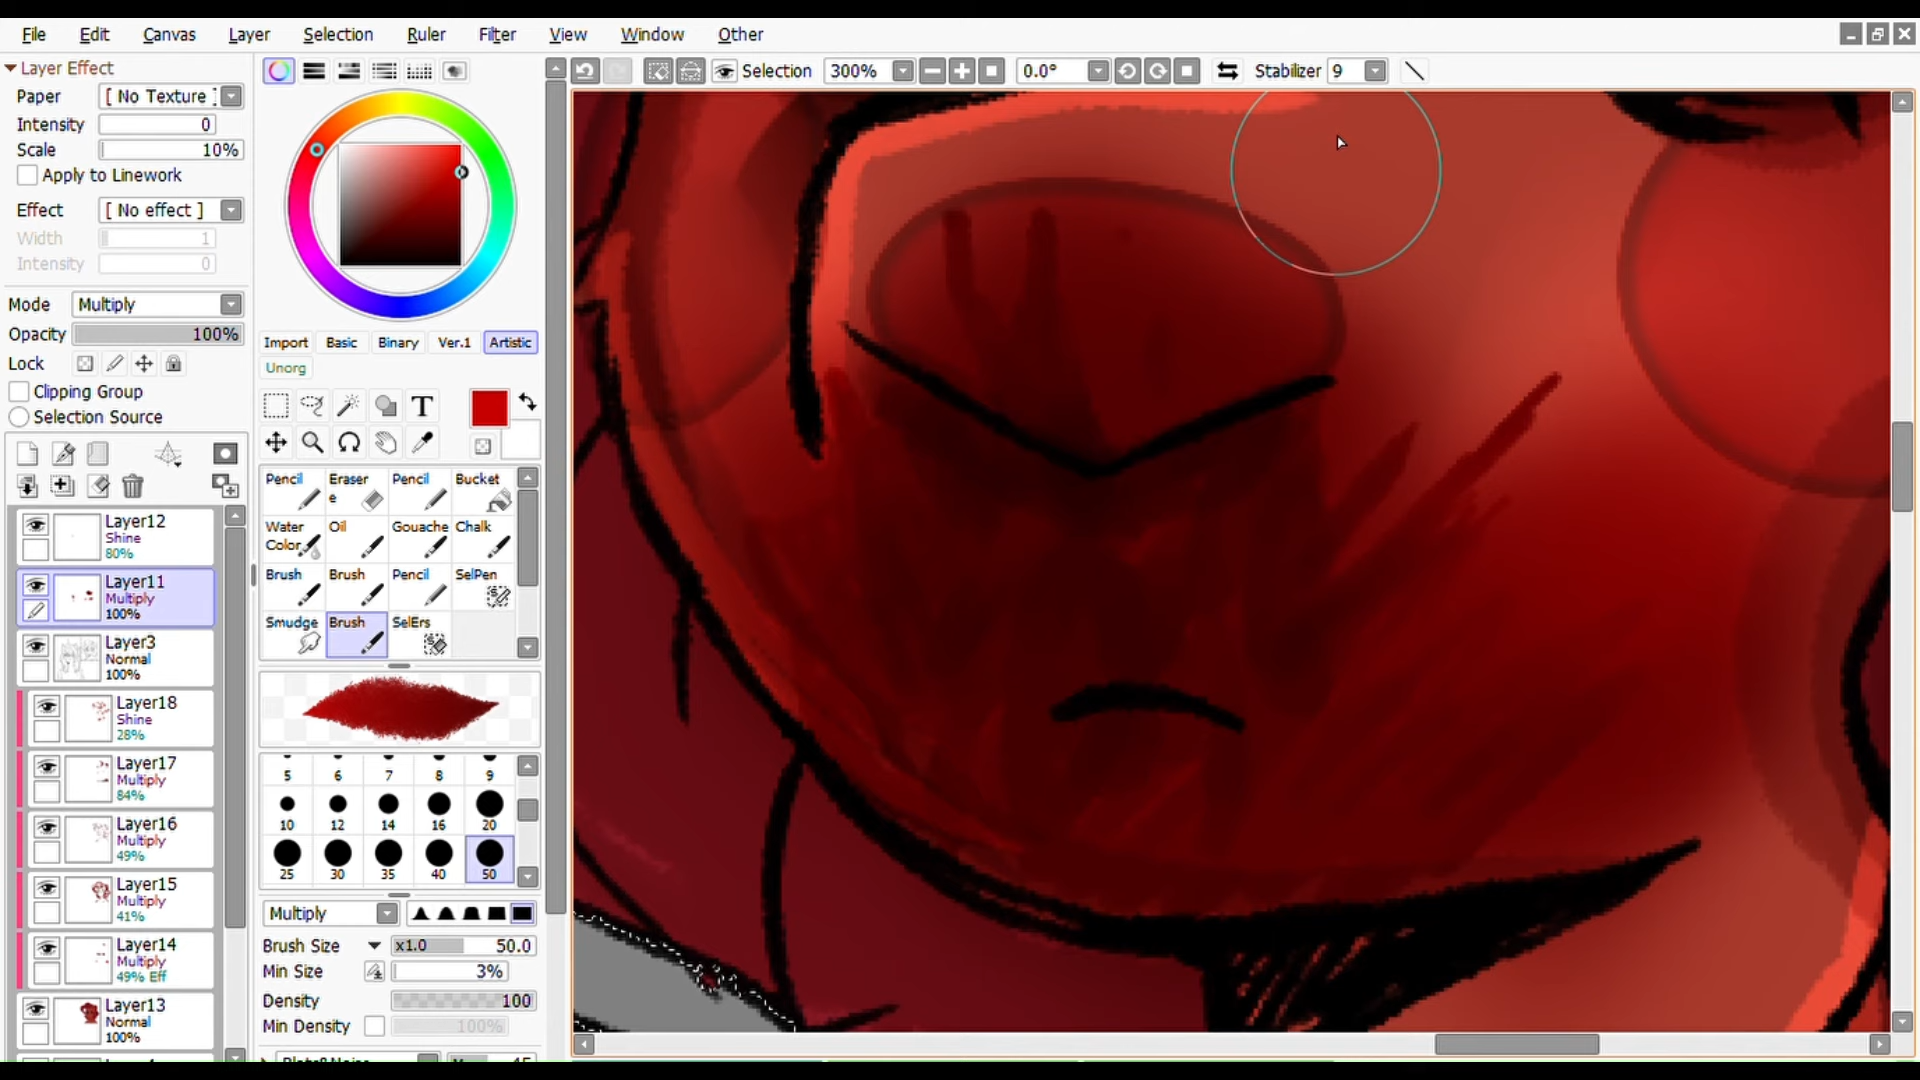 File Edit Canvas Layer Selection Ruler Filter View Window Other
Layer Effect
Paper [ No Texture ]
Intensity 0
Scale 10%
Apply to Linework
Effect [ No effect ]
Width 1
Intensity 0
Mode Multiply
Opacity 100%
Lock
Clipping Group
Selection Source
Layer12
Shine
80%
Layer11
Multiply
100%
Layer3
Normal
100%
Layer18
Shine
28%
Layer17
Multiply
84%
Layer16
Multiply
49%
Layer15
Multiply
41%
Layer14
Multiply
49% Eff
Layer13
Normal
100%
Import Basic Binary Ver.1 Artistic
Unorg
T
Pencil Eraser Pencil Bucket
e
Water Oil Gouache Chalk
Color
Brush Brush Pencil SelPen
Smudge Brush SelErs
5 6 7 8 9
10 12 14 16 20
25 30 35 40 50
Multiply
Brush Size x1.0 50.0
Min Size 3%
Density 100
Min Density 100%
Selection 300% 0.0° Stabilizer 9